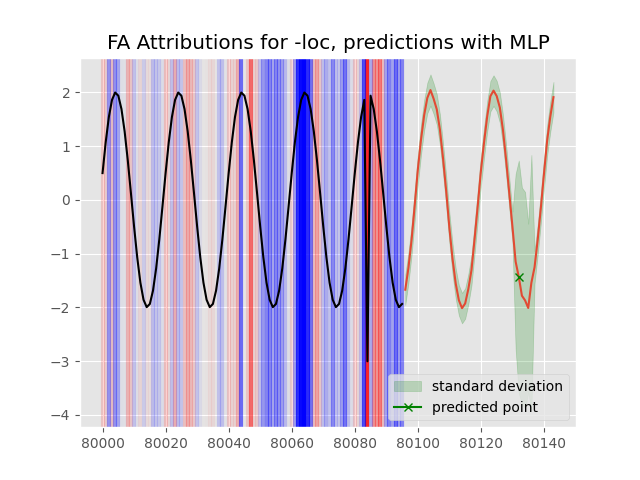 FA Attributions for -loc, predictions with MLP
2
1
0
−1
−2
−3
−4
standard deviation
predicted point
80000 80020 80040 80060 80080 80100 80120 80140